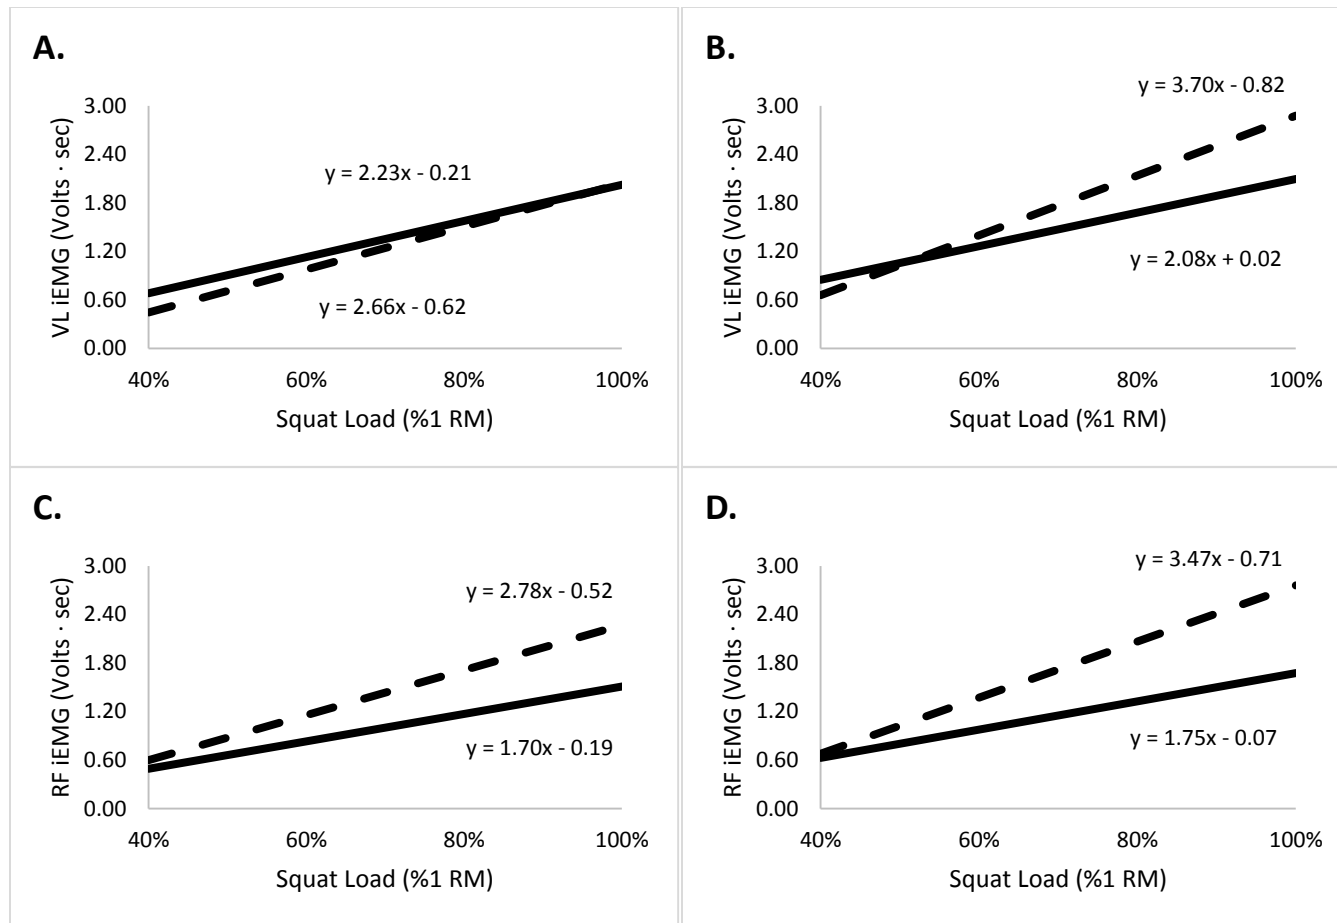 A.
VL iEMG (Volts · sec)
3.00
2.40
1.80
1.20
0.60
0.00
y = 2.23x - 0.21
y = 2.66x - 0.62
40% 60% 80% 100%
Squat Load (%1 RM)
B.
VL iEMG (Volts · sec)
3.00
2.40
1.80
1.20
0.60
0.00
y = 3.70x - 0.82
y = 2.08x + 0.02
40% 60% 80% 100%
Squat Load (%1 RM)
C.
RF iEMG (Volts · sec)
3.00
2.40
1.80
1.20
0.60
0.00
y = 2.78x - 0.52
y = 1.70x - 0.19
40% 60% 80% 100%
Squat Load (%1 RM)
D.
RF iEMG (Volts · sec)
3.00
2.40
1.80
1.20
0.60
0.00
y = 3.47x - 0.71
y = 1.75x - 0.07
40% 60% 80% 100%
Squat Load (%1 RM)